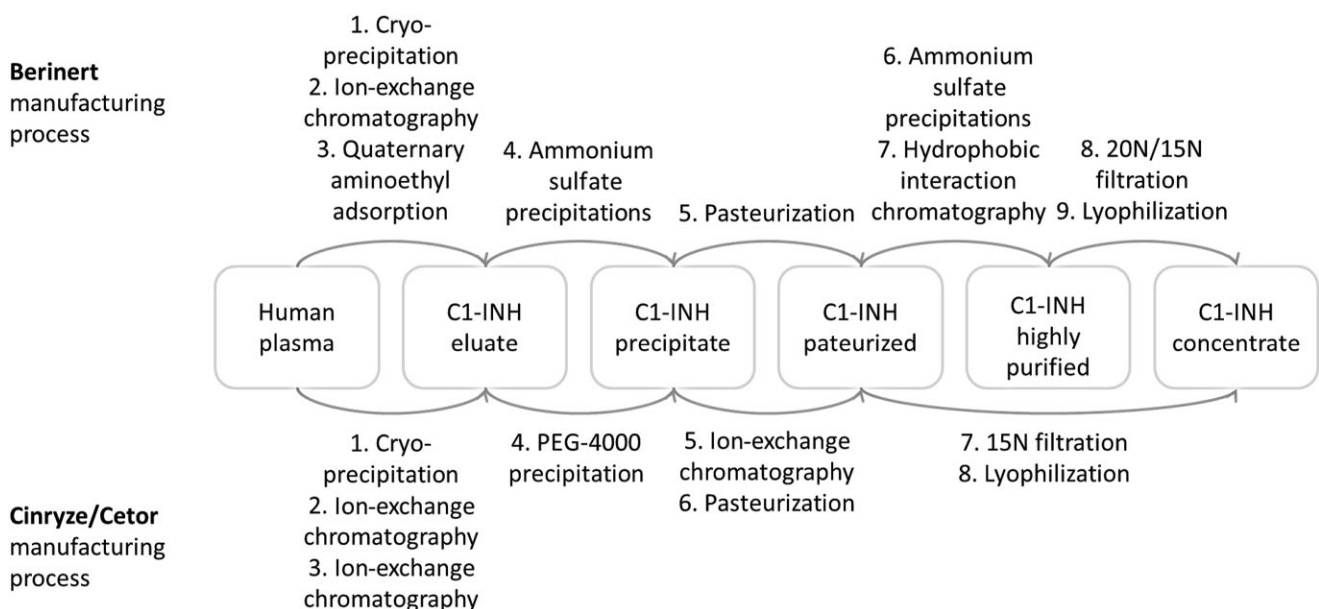 Berinert
manufacturing
process
1. Cryo-
precipitation
2. Ion-exchange
chromatography
3. Quaternary
aminoethyl
adsorption
4. Ammonium
sulfate
precipitations
5. Pasteurization
6. Ammonium
sulfate
precipitations
7. Hydrophobic
interaction
chromatography
8. 20N/15N
filtration
9. Lyophilization
Human
plasma
C1-INH
eluate
C1-INH
precipitate
C1-INH
pateurized
C1-INH
highly
purified
C1-INH
concentrate
Cinryze/Cetor
manufacturing
process
1. Cryo-
precipitation
2. Ion-exchange
chromatography
3. Ion-exchange
chromatography
4. PEG-4000
precipitation
5. Ion-exchange
chromatography
6. Pasteurization
7. 15N filtration
8. Lyophilization